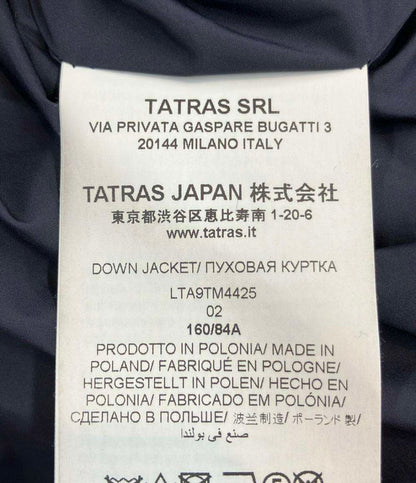 TATRAS SRL
VIA PRIVATA GASPARE BUGATTI 3
20144 MILANO ITALY
TATRAS JAPAN 株式会社
東京都渋谷区恵比寿南 1-20-6
www.tatras.it
DOWN JACKET/ ПУХОВАЯ КУРТКА
LTA9TM4425
02
160/84A
PRODOTTO IN POLONIA/ MADE IN
POLAND/ FABRIQUÉ EN POLOGNE/
HERGESTELLT IN POLEN/ HECHO EN
POLONIA/ FABRICADO EM POLÓNIA/
СДЕЛАНО В ПОЛЬШЕ/ 波兰制造/ ポーランド 製/
صنع في بولندا